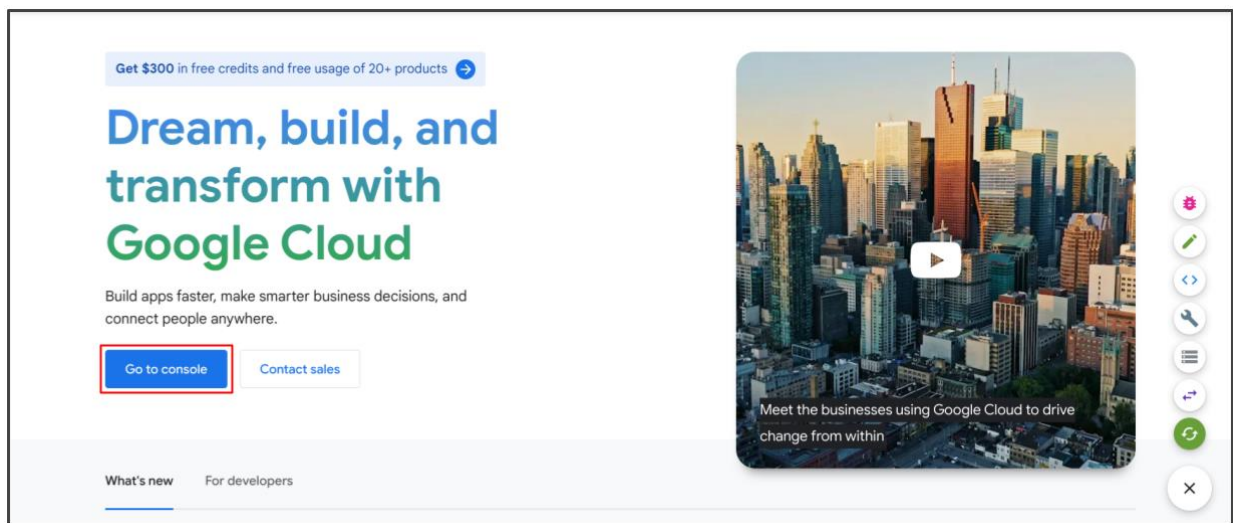 Get $300 in free credits and free usage of 20+ products
Dream, build, and
transform with
Google Cloud
Build apps faster, make smarter business decisions, and
connect people anywhere.
Go to console
Contact sales
Meet the businesses using Google Cloud to drive
change from within
What's new
For developers